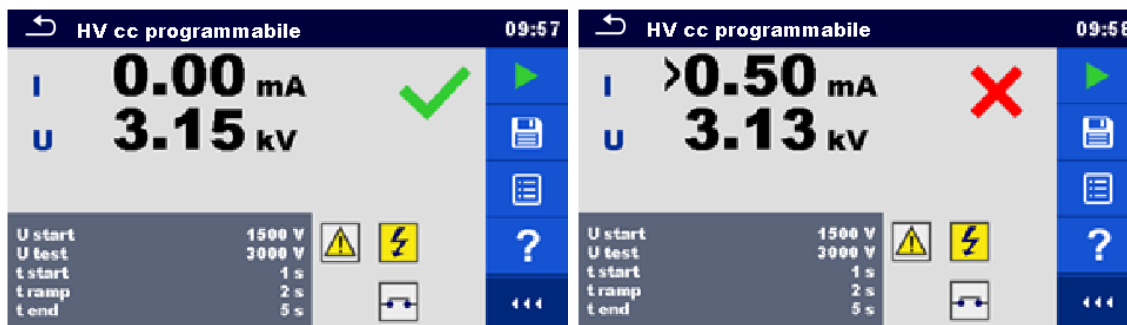 HV cc programmabile 09:57
I 0.00 mA
U 3.15 kV
U start 1500 V
U test 3000 V
t start 1 s
t ramp 2 s
t end 5 s
?
HV cc programmabile 09:58
I >0.50 mA
U 3.13 kV
U start 1500 V
U test 3000 V
t start 1 s
t ramp 2 s
t end 5 s
?